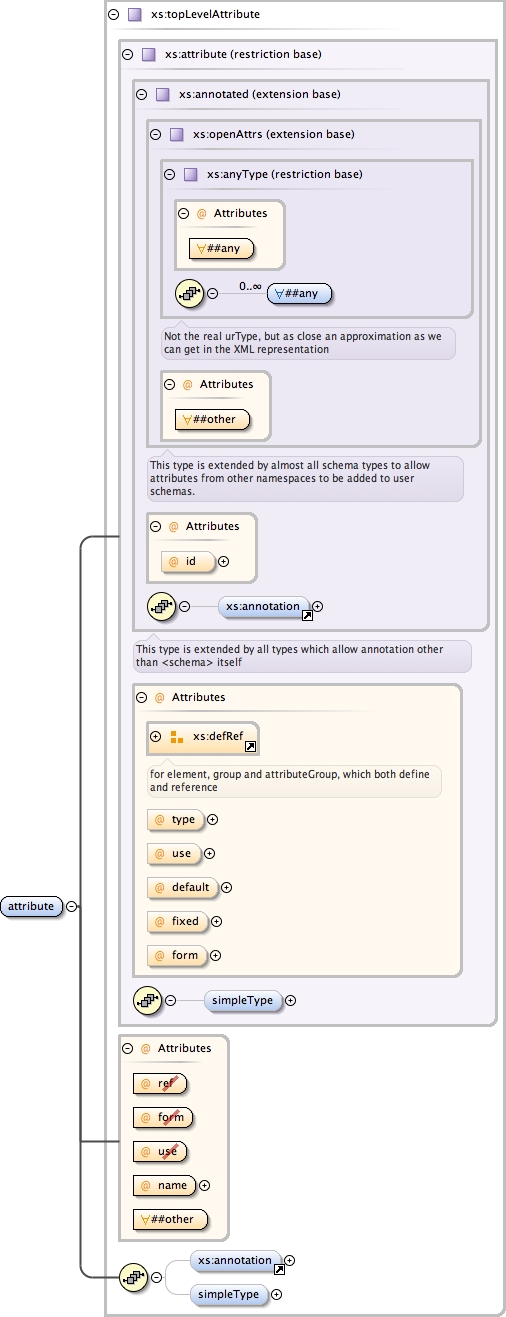 xs:topLevelAttribute
xs:attribute (restriction base)
xs:annotated (extension base)
xs:openAttrs (extension base)
xs:anyType (restriction base)
@ Attributes
∀##any
0..∞
∀##any
Not the real urType, but as close an approximation as we
can get in the XML representation
@ Attributes
∀##other
This type is extended by almost all schema types to allow
attributes from other namespaces to be added to user
schemas.
@ Attributes
@ id
xs:annotation
This type is extended by all types which allow annotation other
than <schema> itself
@ Attributes
xs:defRef
for element, group and attributeGroup, which both define
and reference
@ type
@ use
@ default
@ fixed
@ form
attribute
simpleType
@ Attributes
@ ref
@ form
@ use
@ name
∀##other
xs:annotation
simpleType